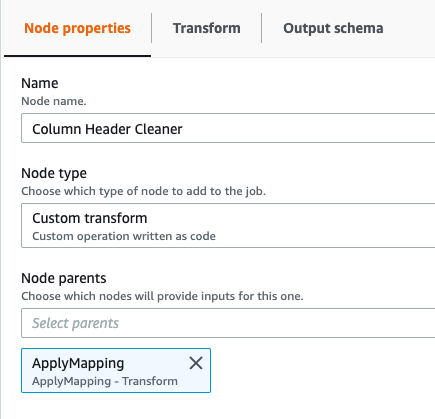 Node properties
Transform
Output schema
Name
Node name.
Column Header Cleaner
Node type
Choose which type of node to add to the job.
Custom transform
Custom operation written as code
Node parents
Choose which nodes will provide inputs for this one.
Select parents
ApplyMapping
ApplyMapping - Transform